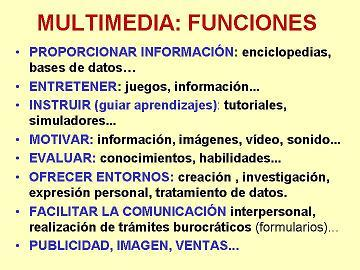 MULTIMEDIA: FUNCIONES
• PROPORCIONAR INFORMACIÓN: enciclopedias,
bases de datos…
• ENTRETENER: juegos, información...
• INSTRUIR (guiar aprendizajes): tutoriales,
simuladores...
• MOTIVAR: información, imágenes, vídeo, sonido...
• EVALUAR: conocimientos, habilidades...
• OFRECER ENTORNOS: creación , investigación,
expresión personal, tratamiento de datos.
• FACILITAR LA COMUNICACIÓN interpersonal,
realización de trámites burocráticos (formularios)...
• PUBLICIDAD, IMAGEN, VENTAS...